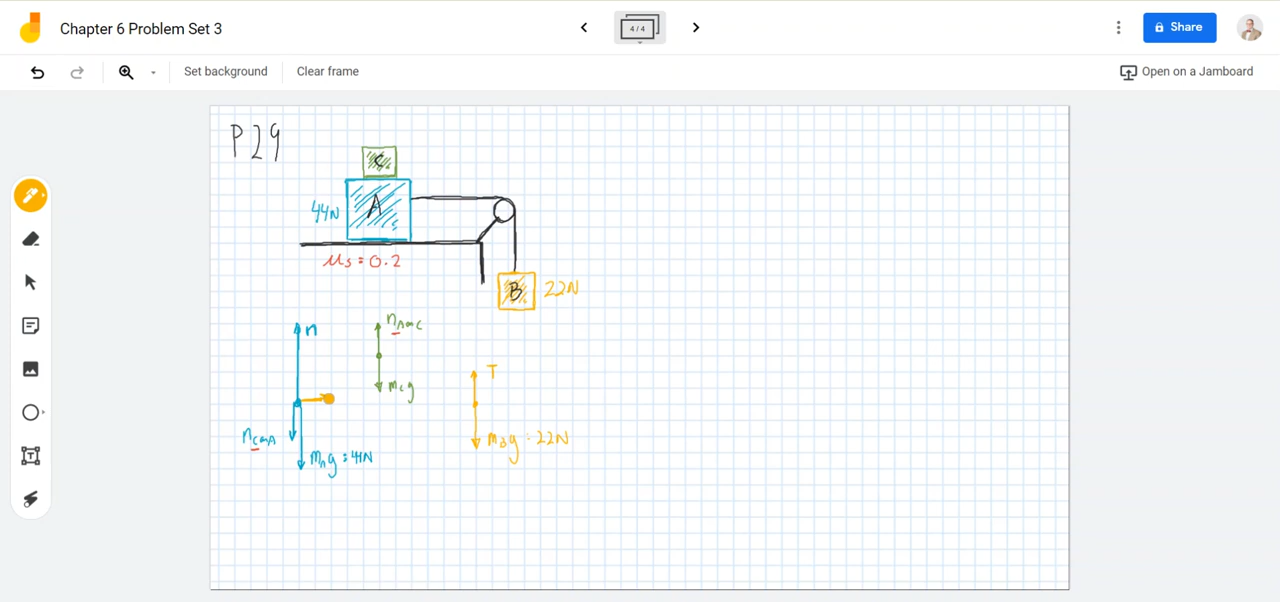 Chapter 6 Problem Set 3
4 / 4
Share
Set background
Clear frame
Open on a Jamboard
P29
C
44N
A
μs = 0.2
B
22N
n
nA on C
mcg
T
nC on A
mBg = 22N
mAg = 44N